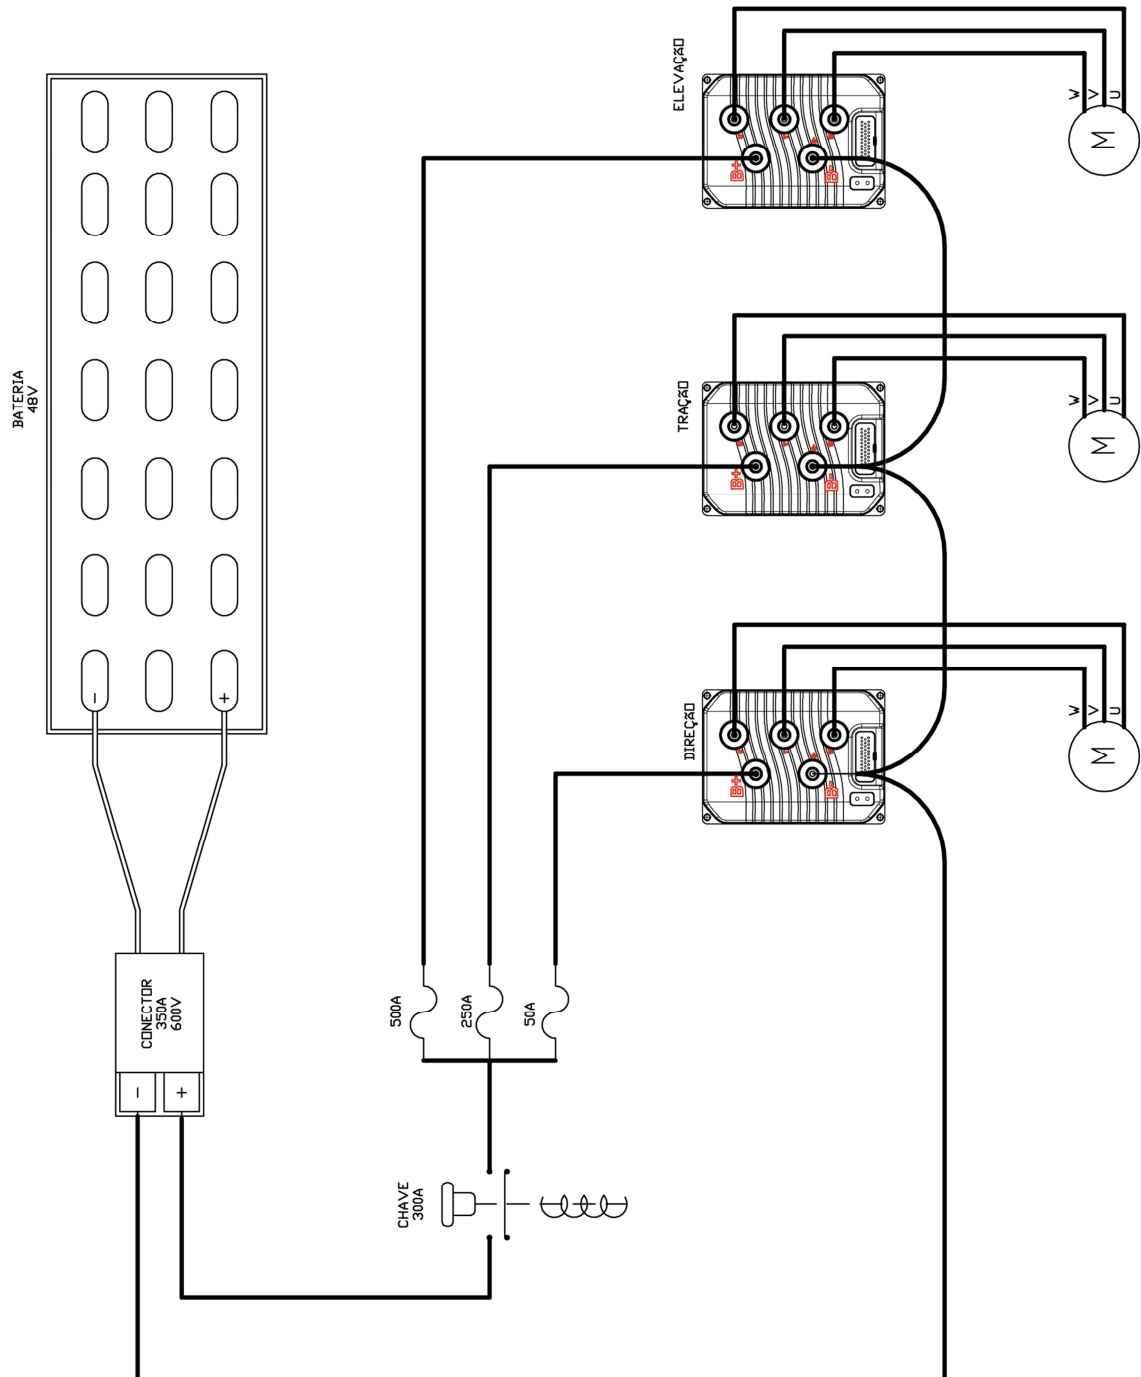 ELEVAÇÃO
W
V
U
M
B+
B-
BATERIA
48V
TRAÇÃO
W
V
U
M
B+
B-
DIREÇÃO
W
V
U
M
B+
B-
-
+
CONECTOR
350A
600V
-
+
500A
250A
50A
CHAVE
300A